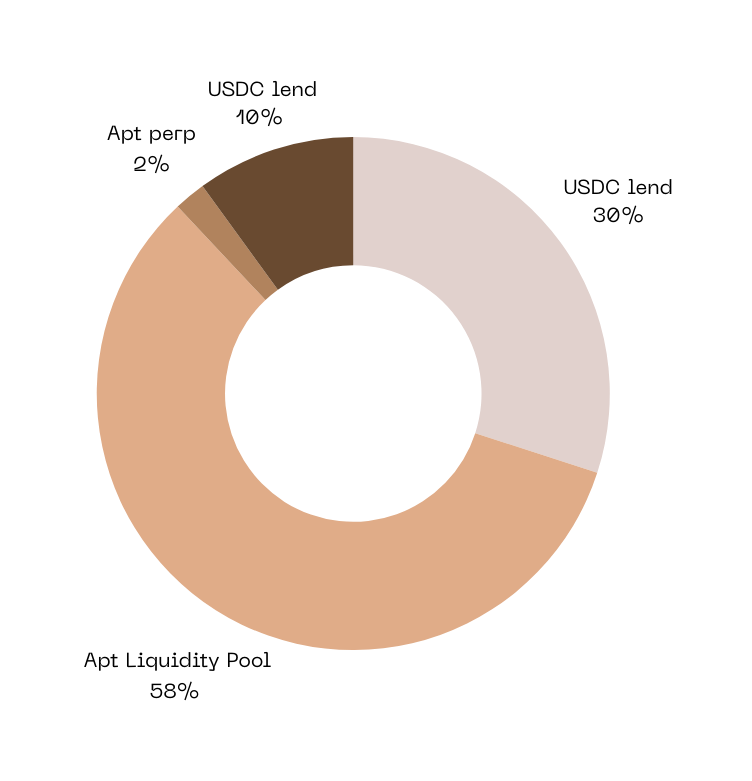 USDC lend
10%
Apt perp
2%
USDC lend
30%
Apt Liquidity Pool
58%